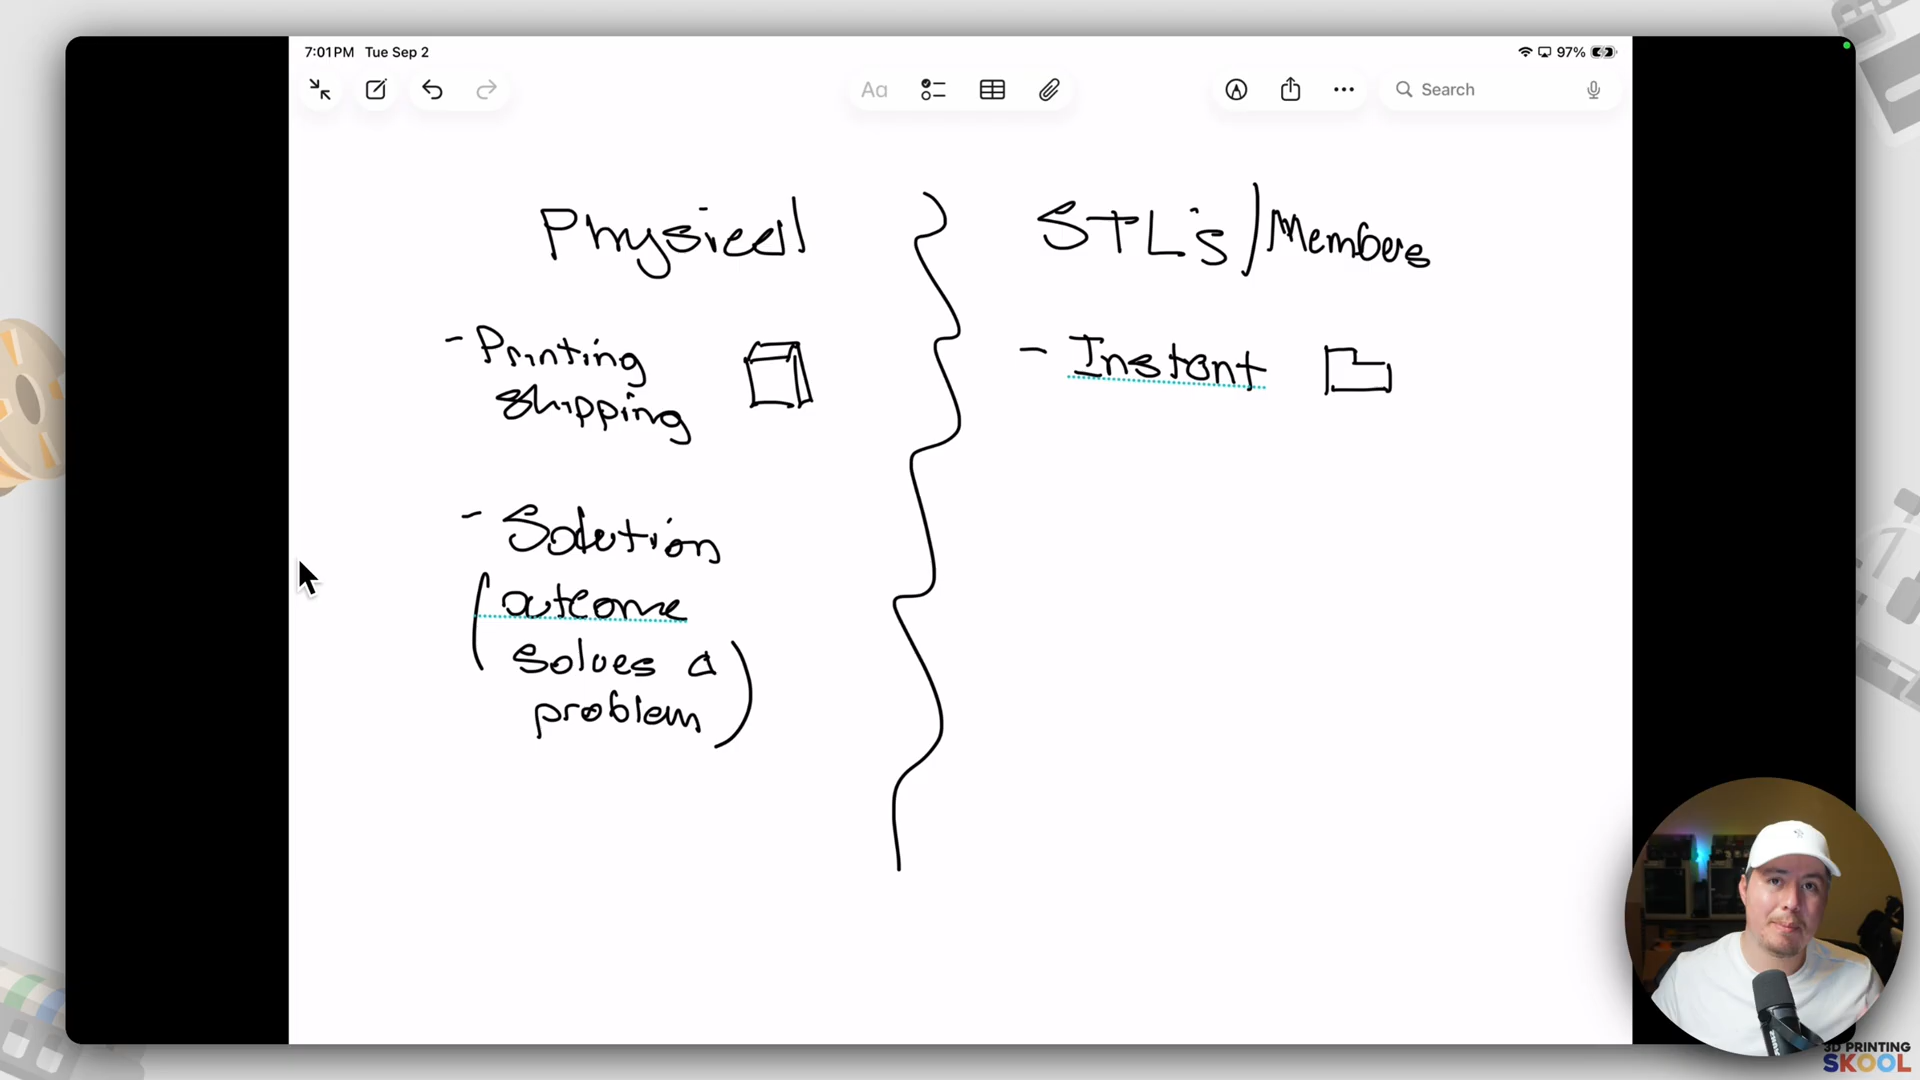 7:01PM Tue Sep 2
97%
Aa
Search
Physical
STL's/Members
- Printing
shipping
- Instant
- Solution
(outcome
solves a
problem)
3D PRINTING
SKOOL